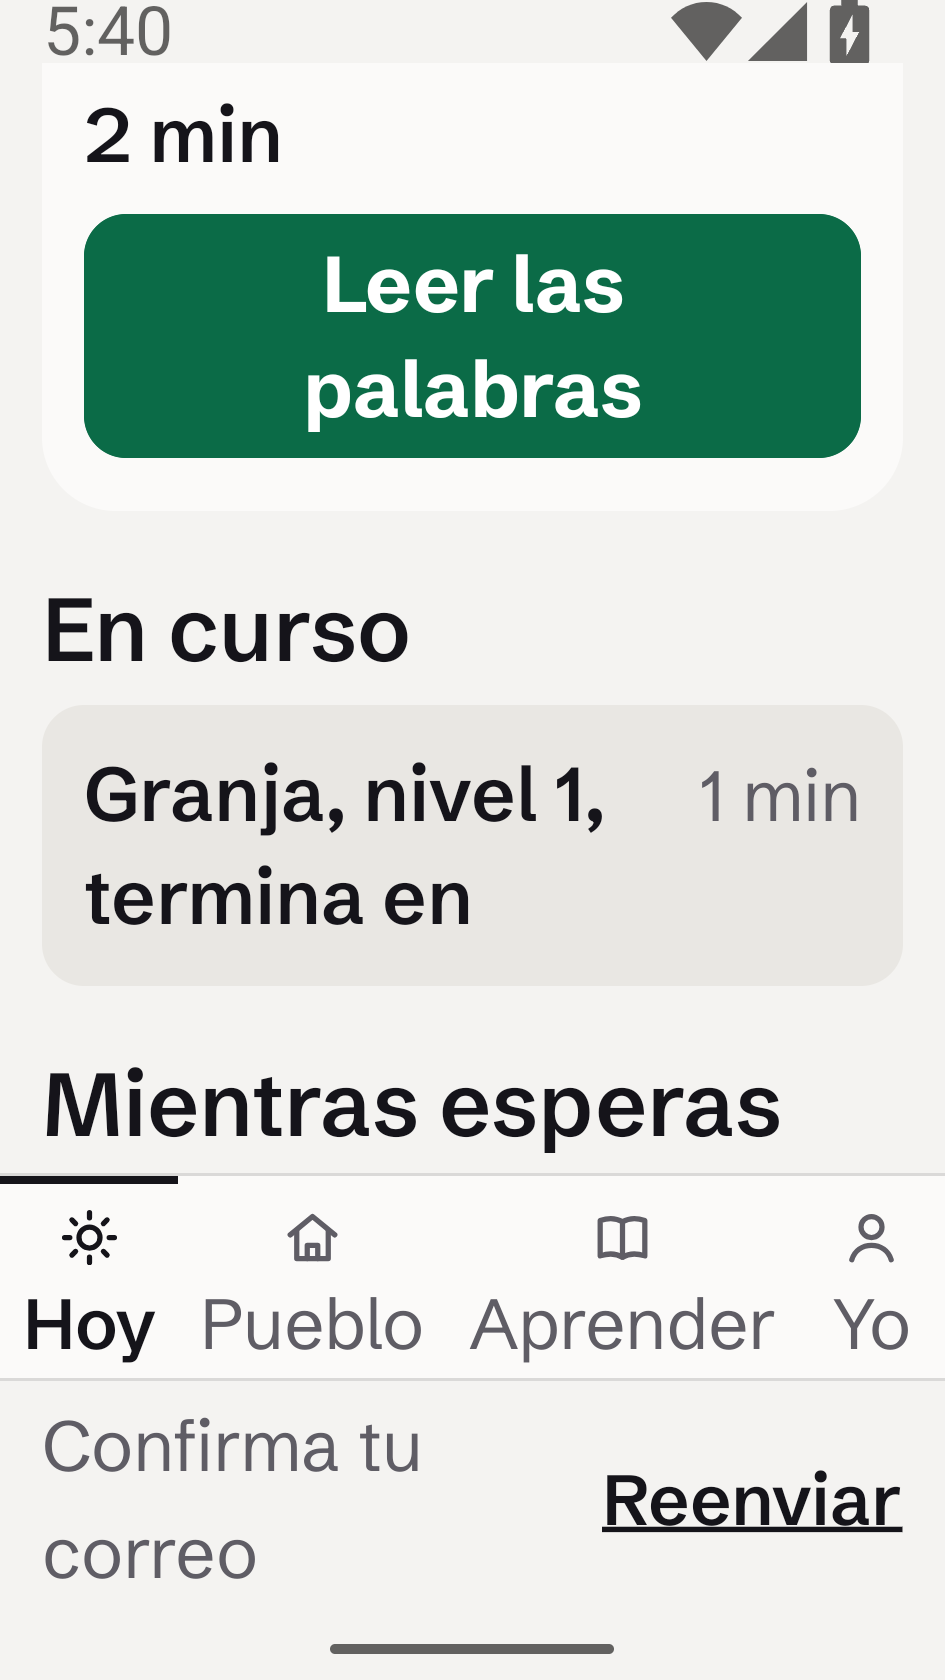 5:40
2 min
Leer las
palabras
En curso
Granja, nivel 1, 1 min
termina en
Mientras esperas
Hoy Pueblo Aprender Yo
Confirma tu
correo
Reenviar